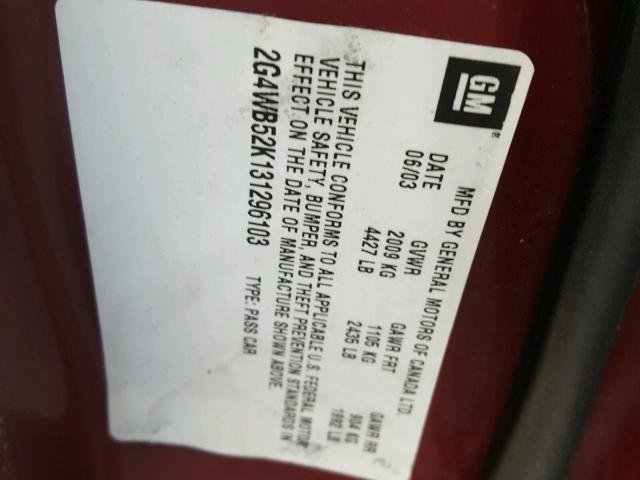 GM
MFD BY GENERAL MOTORS OF CANADA LTD.
DATE GVWR GAWR FRT GAWR RR
06/03 2009 KG 1105 KG 904 KG
4427 LB 2435 LB 1992 LB
THIS VEHICLE CONFORMS TO ALL APPLICABLE U.S. FEDERAL MOTOR
VEHICLE SAFETY, BUMPER, AND THEFT PREVENTION STANDARDS IN
EFFECT ON THE DATE OF MANUFACTURE SHOWN ABOVE.
2G4WB52K131296103 TYPE: PASS CAR